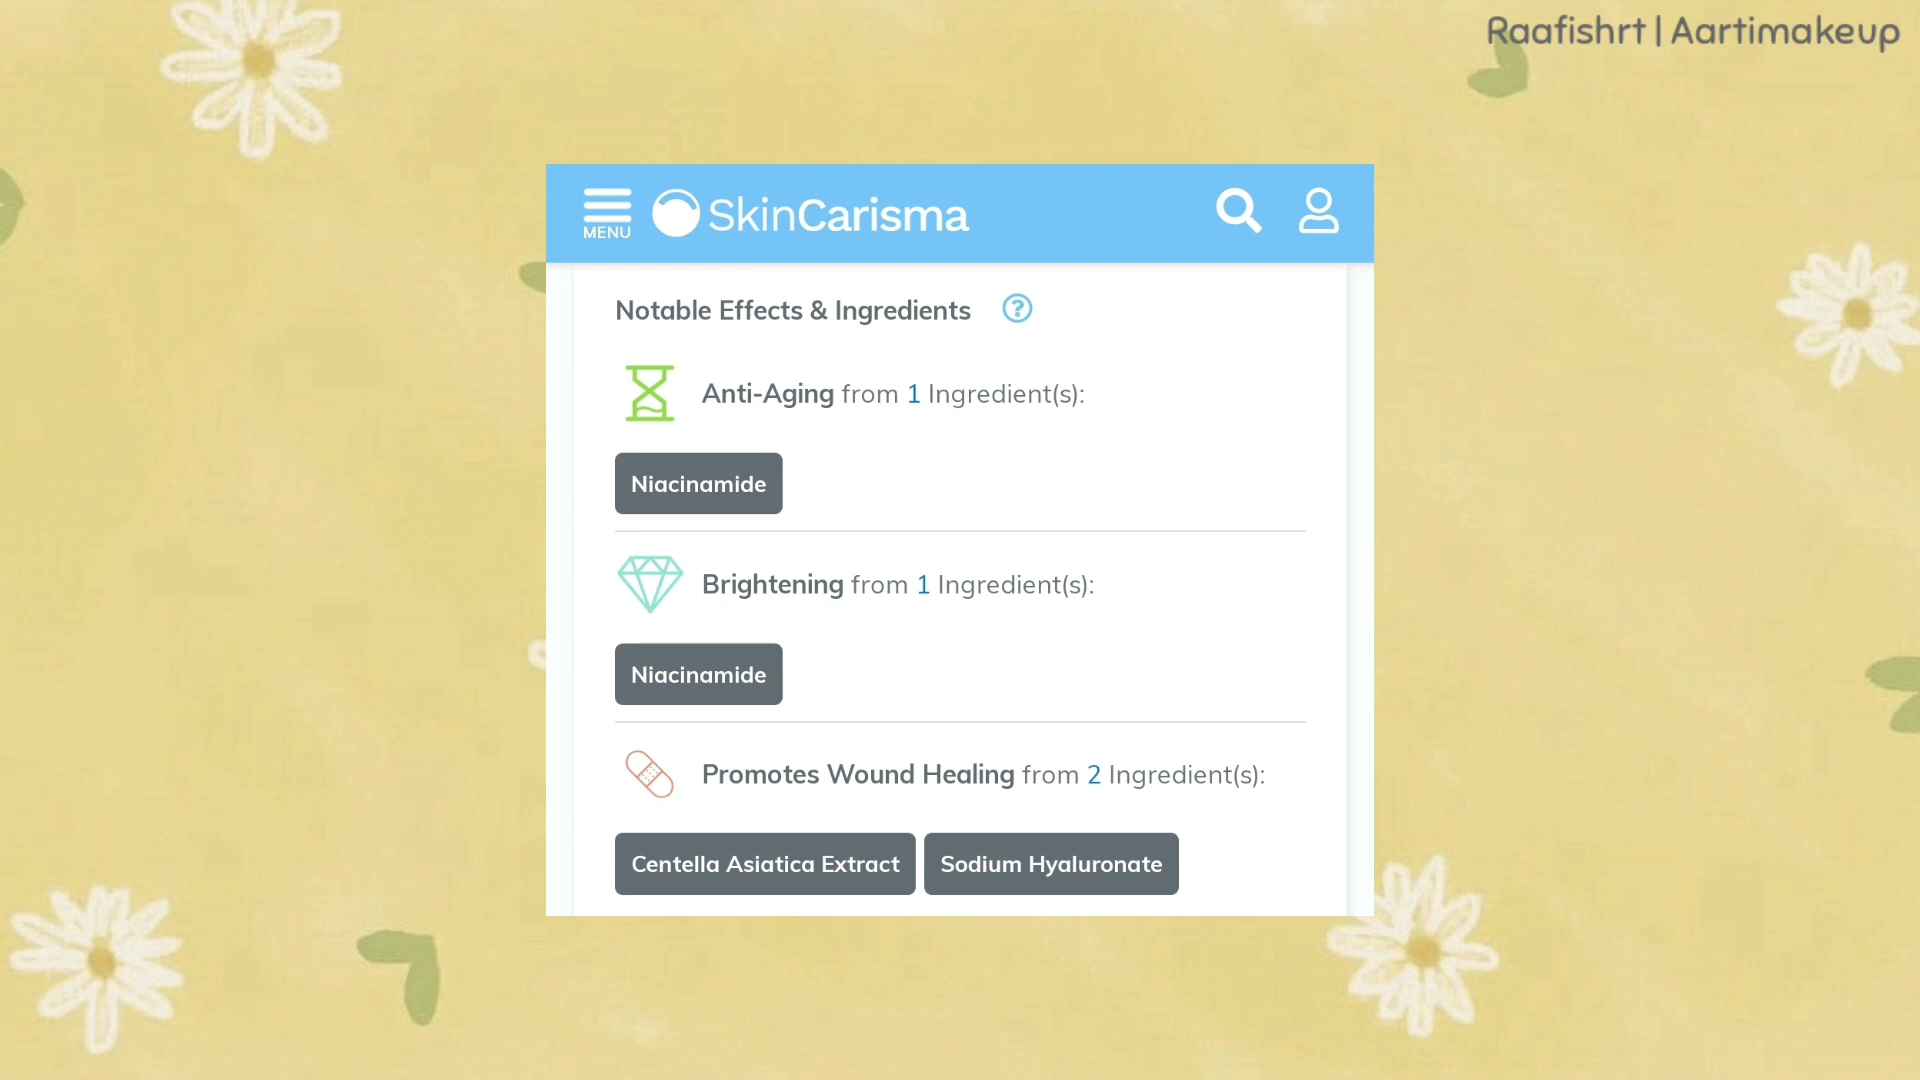 Raafishrt | Aartimakeup
MENU
SkinCarisma
Notable Effects & Ingredients ?
Anti-Aging from 1 Ingredient(s):
Niacinamide
Brightening from 1 Ingredient(s):
Niacinamide
Promotes Wound Healing from 2 Ingredient(s):
Centella Asiatica Extract Sodium Hyaluronate